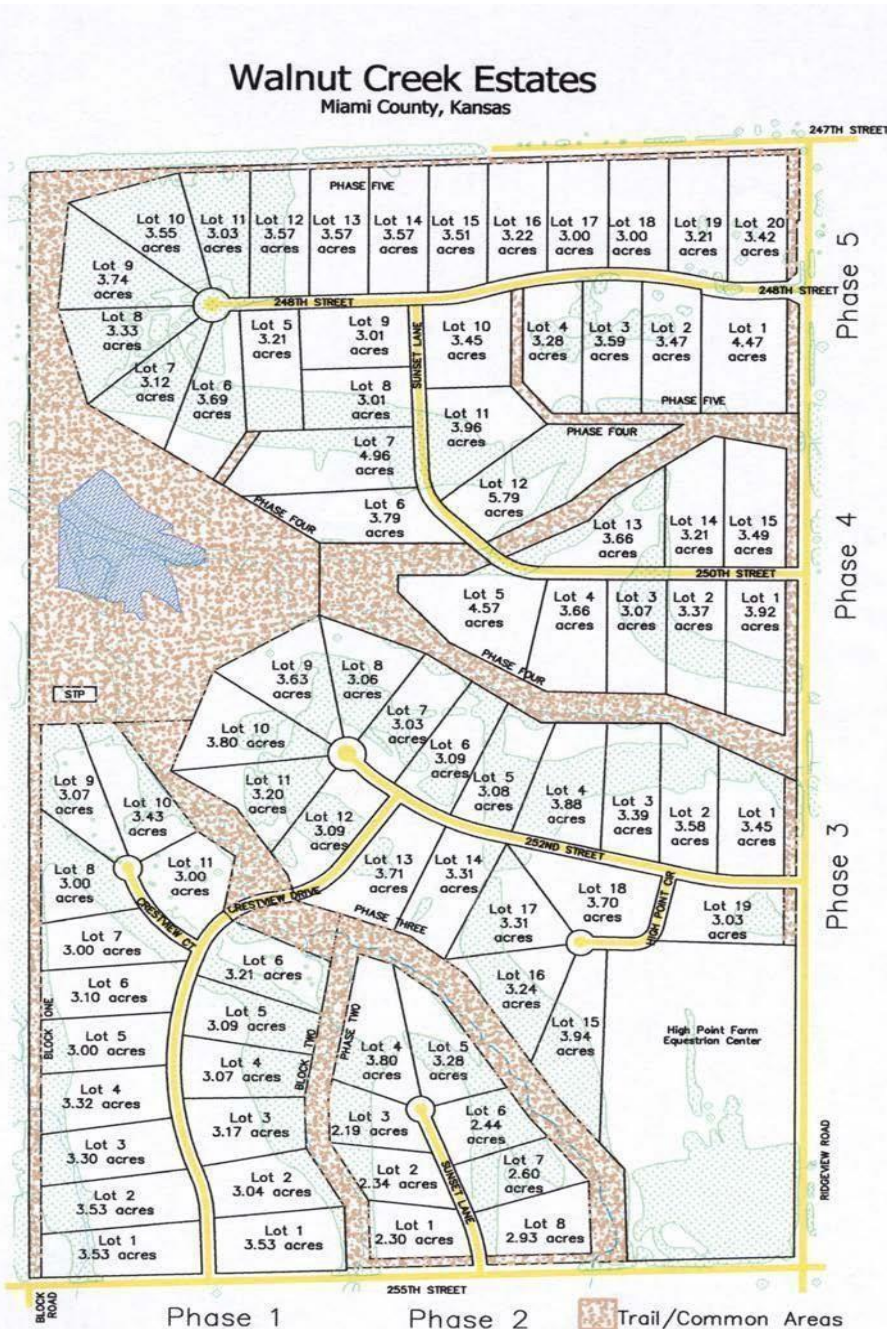 Walnut Creek Estates
Miami County, Kansas
247TH STREET
PHASE FIVE
Lot 10
3.55
acres
Lot 11
3.03
acres
Lot 12
3.57
acres
Lot 13
3.57
acres
Lot 14
3.57
acres
Lot 15
3.51
acres
Lot 16
3.22
acres
Lot 17
3.00
acres
Lot 18
3.00
acres
Lot 19
3.21
acres
Lot 20
3.42
acres
Phase 5
Lot 9
3.74
acres
248TH STREET
248TH STREET
Lot 8
3.33
acres
Lot 7
3.12
acres
Lot 6
3.69
acres
Lot 5
3.21
acres
Lot 9
3.01
acres
SUNSET LANE
Lot 10
3.45
acres
Lot 4
3.28
acres
Lot 3
3.59
acres
Lot 2
3.47
acres
Lot 1
4.47
acres
Lot 8
3.01
acres
PHASE FIVE
Lot 11
3.96
acres
PHASE FOUR
Lot 7
4.96
acres
Lot 12
5.79
acres
Lot 6
3.79
acres
PHASE FOUR
Lot 13
3.66
acres
Lot 14
3.21
acres
Lot 15
3.49
acres
Phase 4
250TH STREET
Lot 5
4.57
acres
Lot 4
3.66
acres
Lot 3
3.07
acres
Lot 2
3.37
acres
Lot 1
3.92
acres
PHASE FOUR
STP
Lot 9
3.63
acres
Lot 8
3.06
acres
Lot 7
3.03
acres
Lot 10
3.80 acres
Lot 6
3.09
acres
Lot 11
3.20
acres
Lot 5
3.08
acres
Lot 4
3.88
acres
Lot 3
3.39
acres
Lot 2
3.58
acres
Lot 1
3.45
acres
Phase 3
Lot 12
3.09
acres
252ND STREET
Lot 13
3.71
acres
Lot 14
3.31
acres
Lot 9
3.07
acres
Lot 10
3.43
acres
Lot 8
3.00
acres
Lot 11
3.00
acres
CRESTVIEW CT
CRESTVIEW DRIVE
PHASE THREE
Lot 17
3.31
acres
Lot 18
3.70
acres
HIGH POINT CIR
Lot 19
3.03
acres
Lot 7
3.00 acres
Lot 6
3.10 acres
Lot 5
3.00 acres
BLOCK ONE
Lot 4
3.32 acres
Lot 3
3.30 acres
Lot 2
3.53 acres
Lot 1
3.53 acres
Lot 6
3.21 acres
Lot 5
3.09 acres
Lot 4
3.07 acres
BLOCK TWO
PHASE TWO
Lot 3
3.17 acres
Lot 2
3.04 acres
Lot 1
3.53 acres
Lot 16
3.24
acres
Lot 15
3.94
acres
High Point Farm
Equestrian Center
Lot 4
3.80
acres
Lot 5
3.28
acres
Lot 3
2.19 acres
Lot 6
2.44
acres
Lot 2
2.34 acres
SUNSET LANE
Lot 7
2.60
acres
Lot 1
2.30 acres
Lot 8
2.93 acres
RIDGEVIEW ROAD
255TH STREET
BLOCK
ROAD
Phase 1
Phase 2
Trail/Common Areas